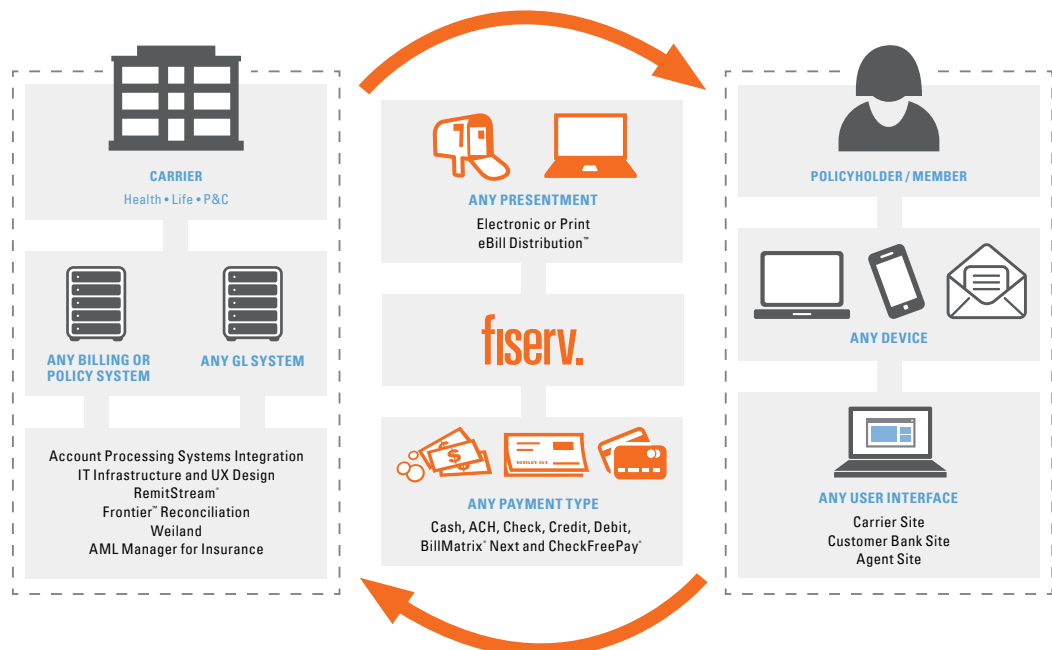 CARRIER
Health • Life • P&C
ANY BILLING OR
POLICY SYSTEM
ANY GL SYSTEM
Account Processing Systems Integration
IT Infrastructure and UX Design
RemitStream®
Frontier™ Reconciliation
Weiland
AML Manager for Insurance
ANY PRESENTMENT
Electronic or Print
eBill Distribution™
fiserv.
$
$
ANY PAYMENT TYPE
Cash, ACH, Check, Credit, Debit,
BillMatrix® Next and CheckFreePay®
POLICYHOLDER / MEMBER
ANY DEVICE
ANY USER INTERFACE
Carrier Site
Customer Bank Site
Agent Site